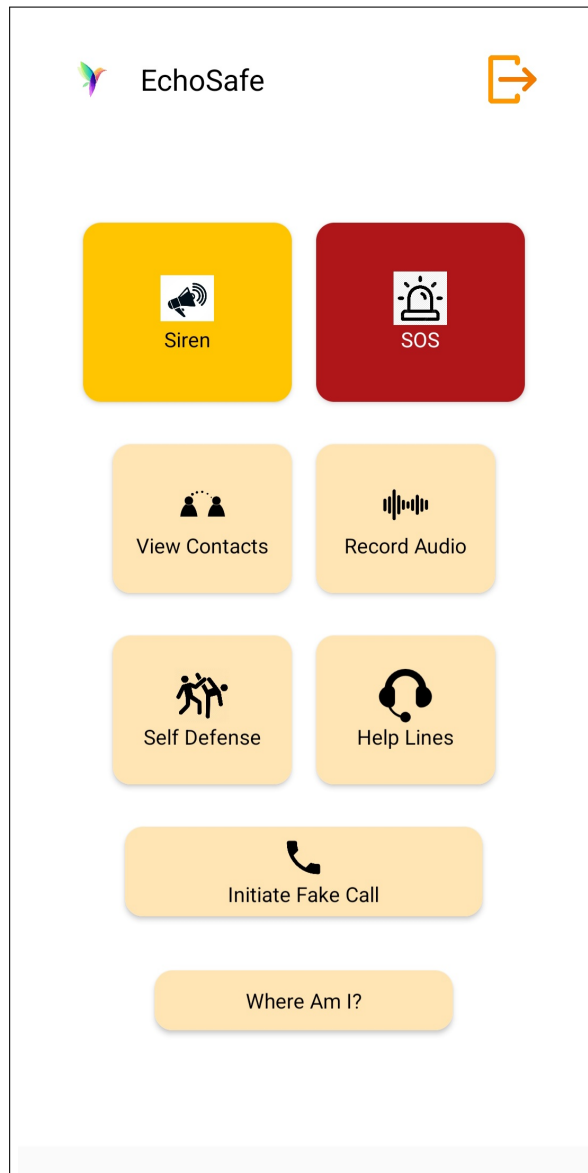 EchoSafe
Siren
SOS
View Contacts
Record Audio
Self Defense
Help Lines
Initiate Fake Call
Where Am I?